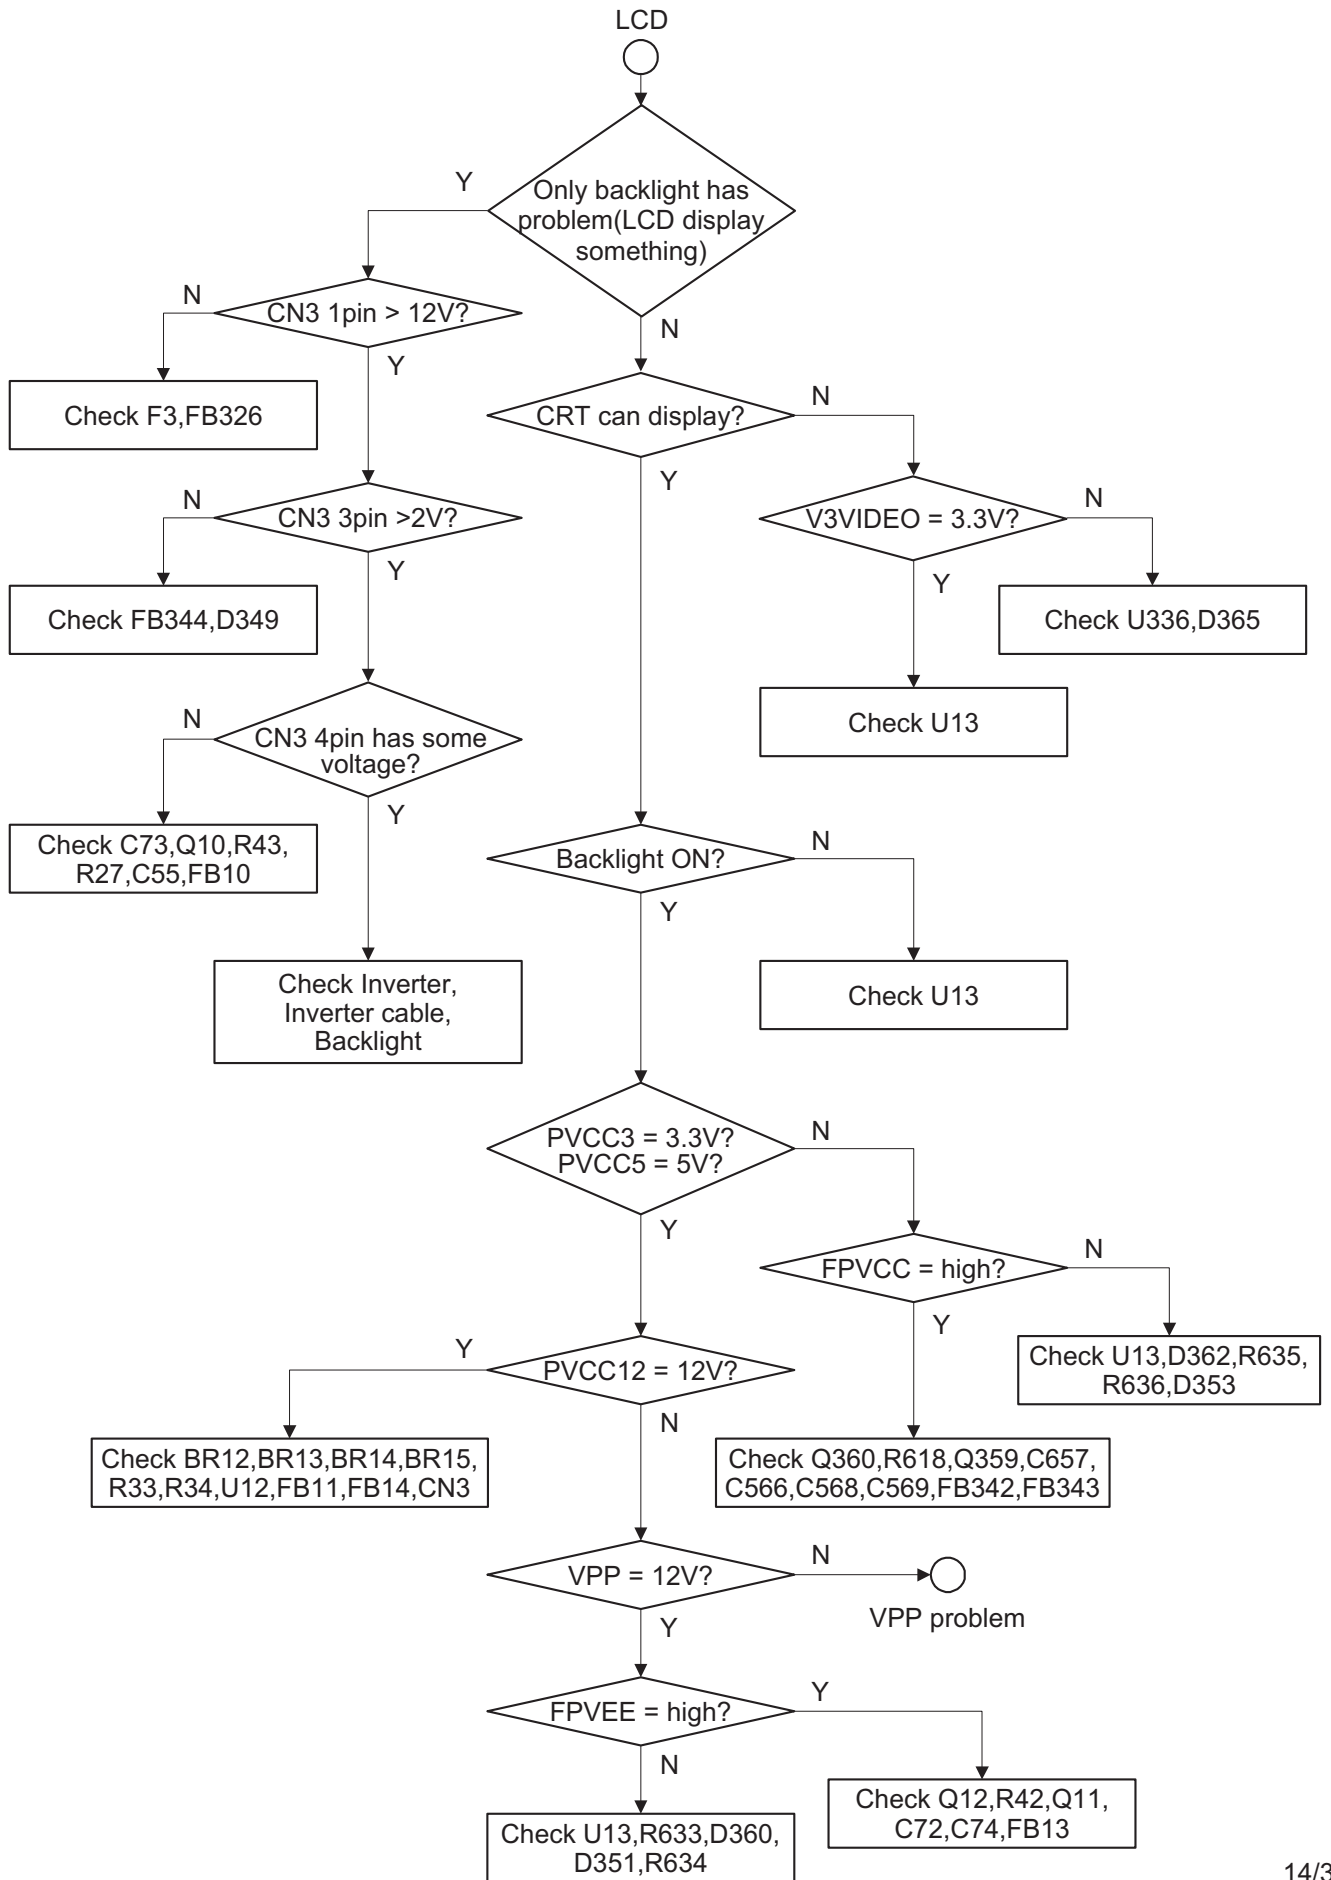 LCD
Y
Only backlight has
problem(LCD display
something)
N
CN3 1pin > 12V?
N
Y
Check F3,FB326
CRT can display?
N
Y
N
CN3 3pin >2V?
Y
V3VIDEO = 3.3V?
N
Y
Check FB344,D349
Check U336,D365
N
CN3 4pin has some
voltage?
Y
Check U13
Check C73,Q10,R43,
R27,C55,FB10
Backlight ON?
N
Y
Check Inverter,
Inverter cable,
Backlight
Check U13
PVCC3 = 3.3V?
PVCC5 = 5V?
N
Y
FPVCC = high?
N
Y
Y
PVCC12 = 12V?
N
Check U13,D362,R635,
R636,D353
Check BR12,BR13,BR14,BR15,
R33,R34,U12,FB11,FB14,CN3
Check Q360,R618,Q359,C657,
C566,C568,C569,FB342,FB343
VPP = 12V?
N
Y
VPP problem
FPVEE = high?
Y
N
Check Q12,R42,Q11,
C72,C74,FB13
Check U13,R633,D360,
D351,R634
14/3